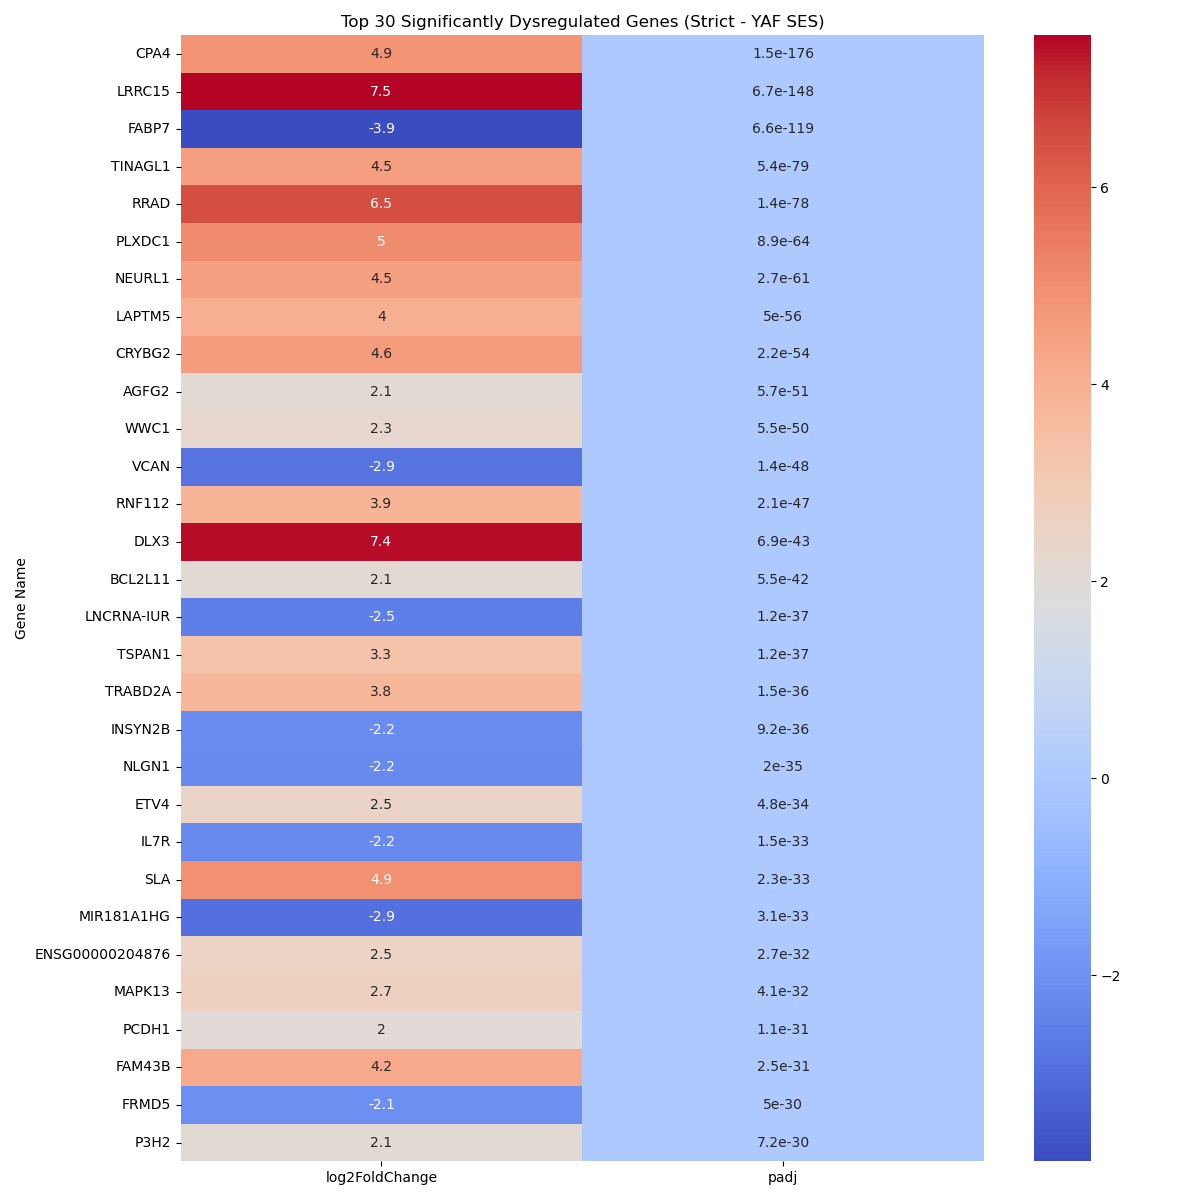 Top 30 Significantly Dysregulated Genes (Strict - YAF SES)
Gene Name
CPA4 4.9 1.5e-176
LRRC15 7.5 6.7e-148
FABP7 -3.9 6.6e-119
TINAGL1 4.5 5.4e-79
RRAD 6.5 1.4e-78
PLXDC1 5 8.9e-64
NEURL1 4.5 2.7e-61
LAPTM5 4 5e-56
CRYBG2 4.6 2.2e-54
AGFG2 2.1 5.7e-51
WWC1 2.3 5.5e-50
VCAN -2.9 1.4e-48
RNF112 3.9 2.1e-47
DLX3 7.4 6.9e-43
BCL2L11 2.1 5.5e-42
LNCRNA-IUR -2.5 1.2e-37
TSPAN1 3.3 1.2e-37
TRABD2A 3.8 1.5e-36
INSYN2B -2.2 9.2e-36
NLGN1 -2.2 2e-35
ETV4 2.5 4.8e-34
IL7R -2.2 1.5e-33
SLA 4.9 2.3e-33
MIR181A1HG -2.9 3.1e-33
ENSG00000204876 2.5 2.7e-32
MAPK13 2.7 4.1e-32
PCDH1 2 1.1e-31
FAM43B 4.2 2.5e-31
FRMD5 -2.1 5e-30
P3H2 2.1 7.2e-30
log2FoldChange padj
6
4
2
0
−2